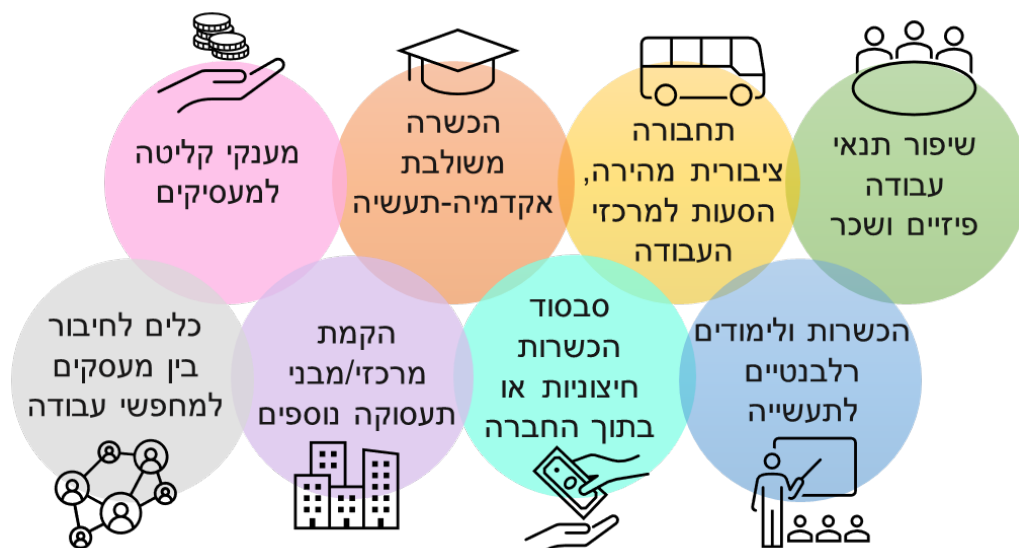 שיפור תנאי
עבודה
פיזיים ושכר
תחבורה
ציבורית מהירה,
הסעות למרכזי
העבודה
הכשרה
משולבת
אקדמיה-תעשיה
מענקי קליטה
למעסיקים
הכשרות ולימודים
רלבנטיים
לתעשייה
סבסוד
הכשרות
חיצוניות או
בתוך החברה
הקמת
מרכזי/מבני
תעסוקה נוספים
כלים לחיבור
בין מעסקים
למחפשי עבודה